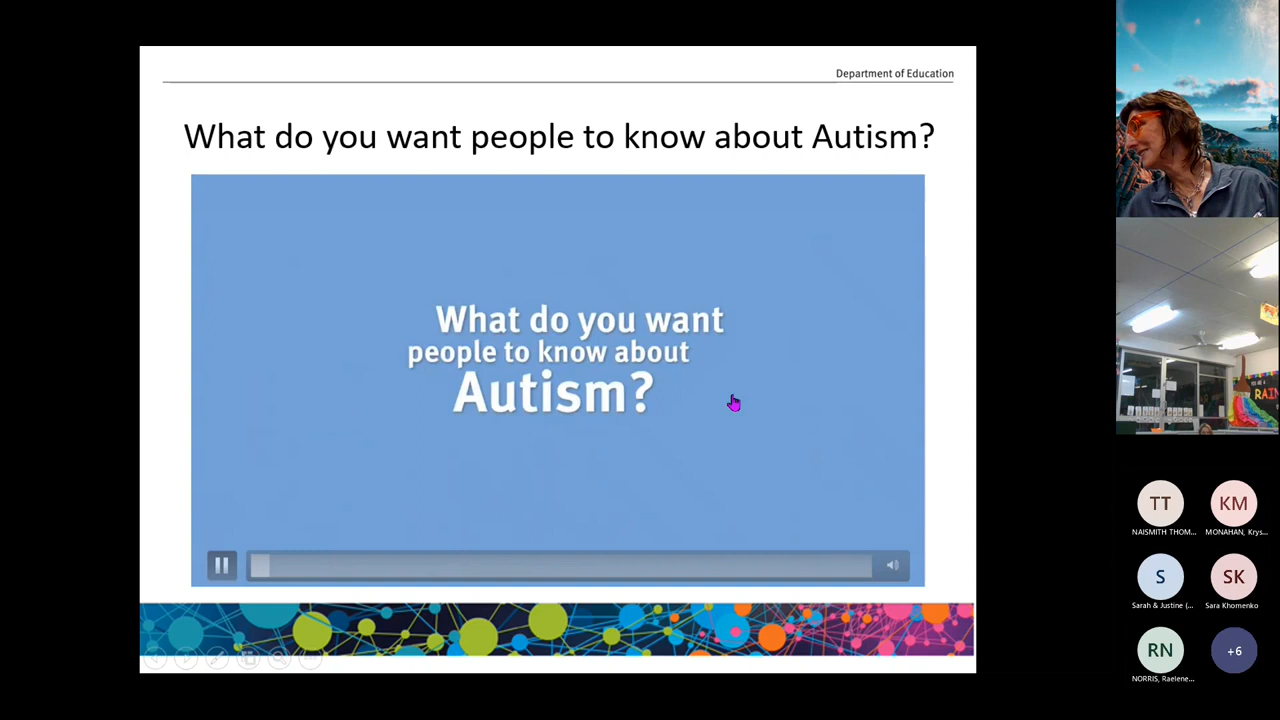 Department of Education
What do you want people to know about Autism?
What do you want
people to know about
Autism?
RAI
TT
KM
NAISMITH THOM...
MONAHAN, Krys...
S
SK
Sarah & Justine (...
Sara Khomenko
RN
+6
NORRIS, Raelene...